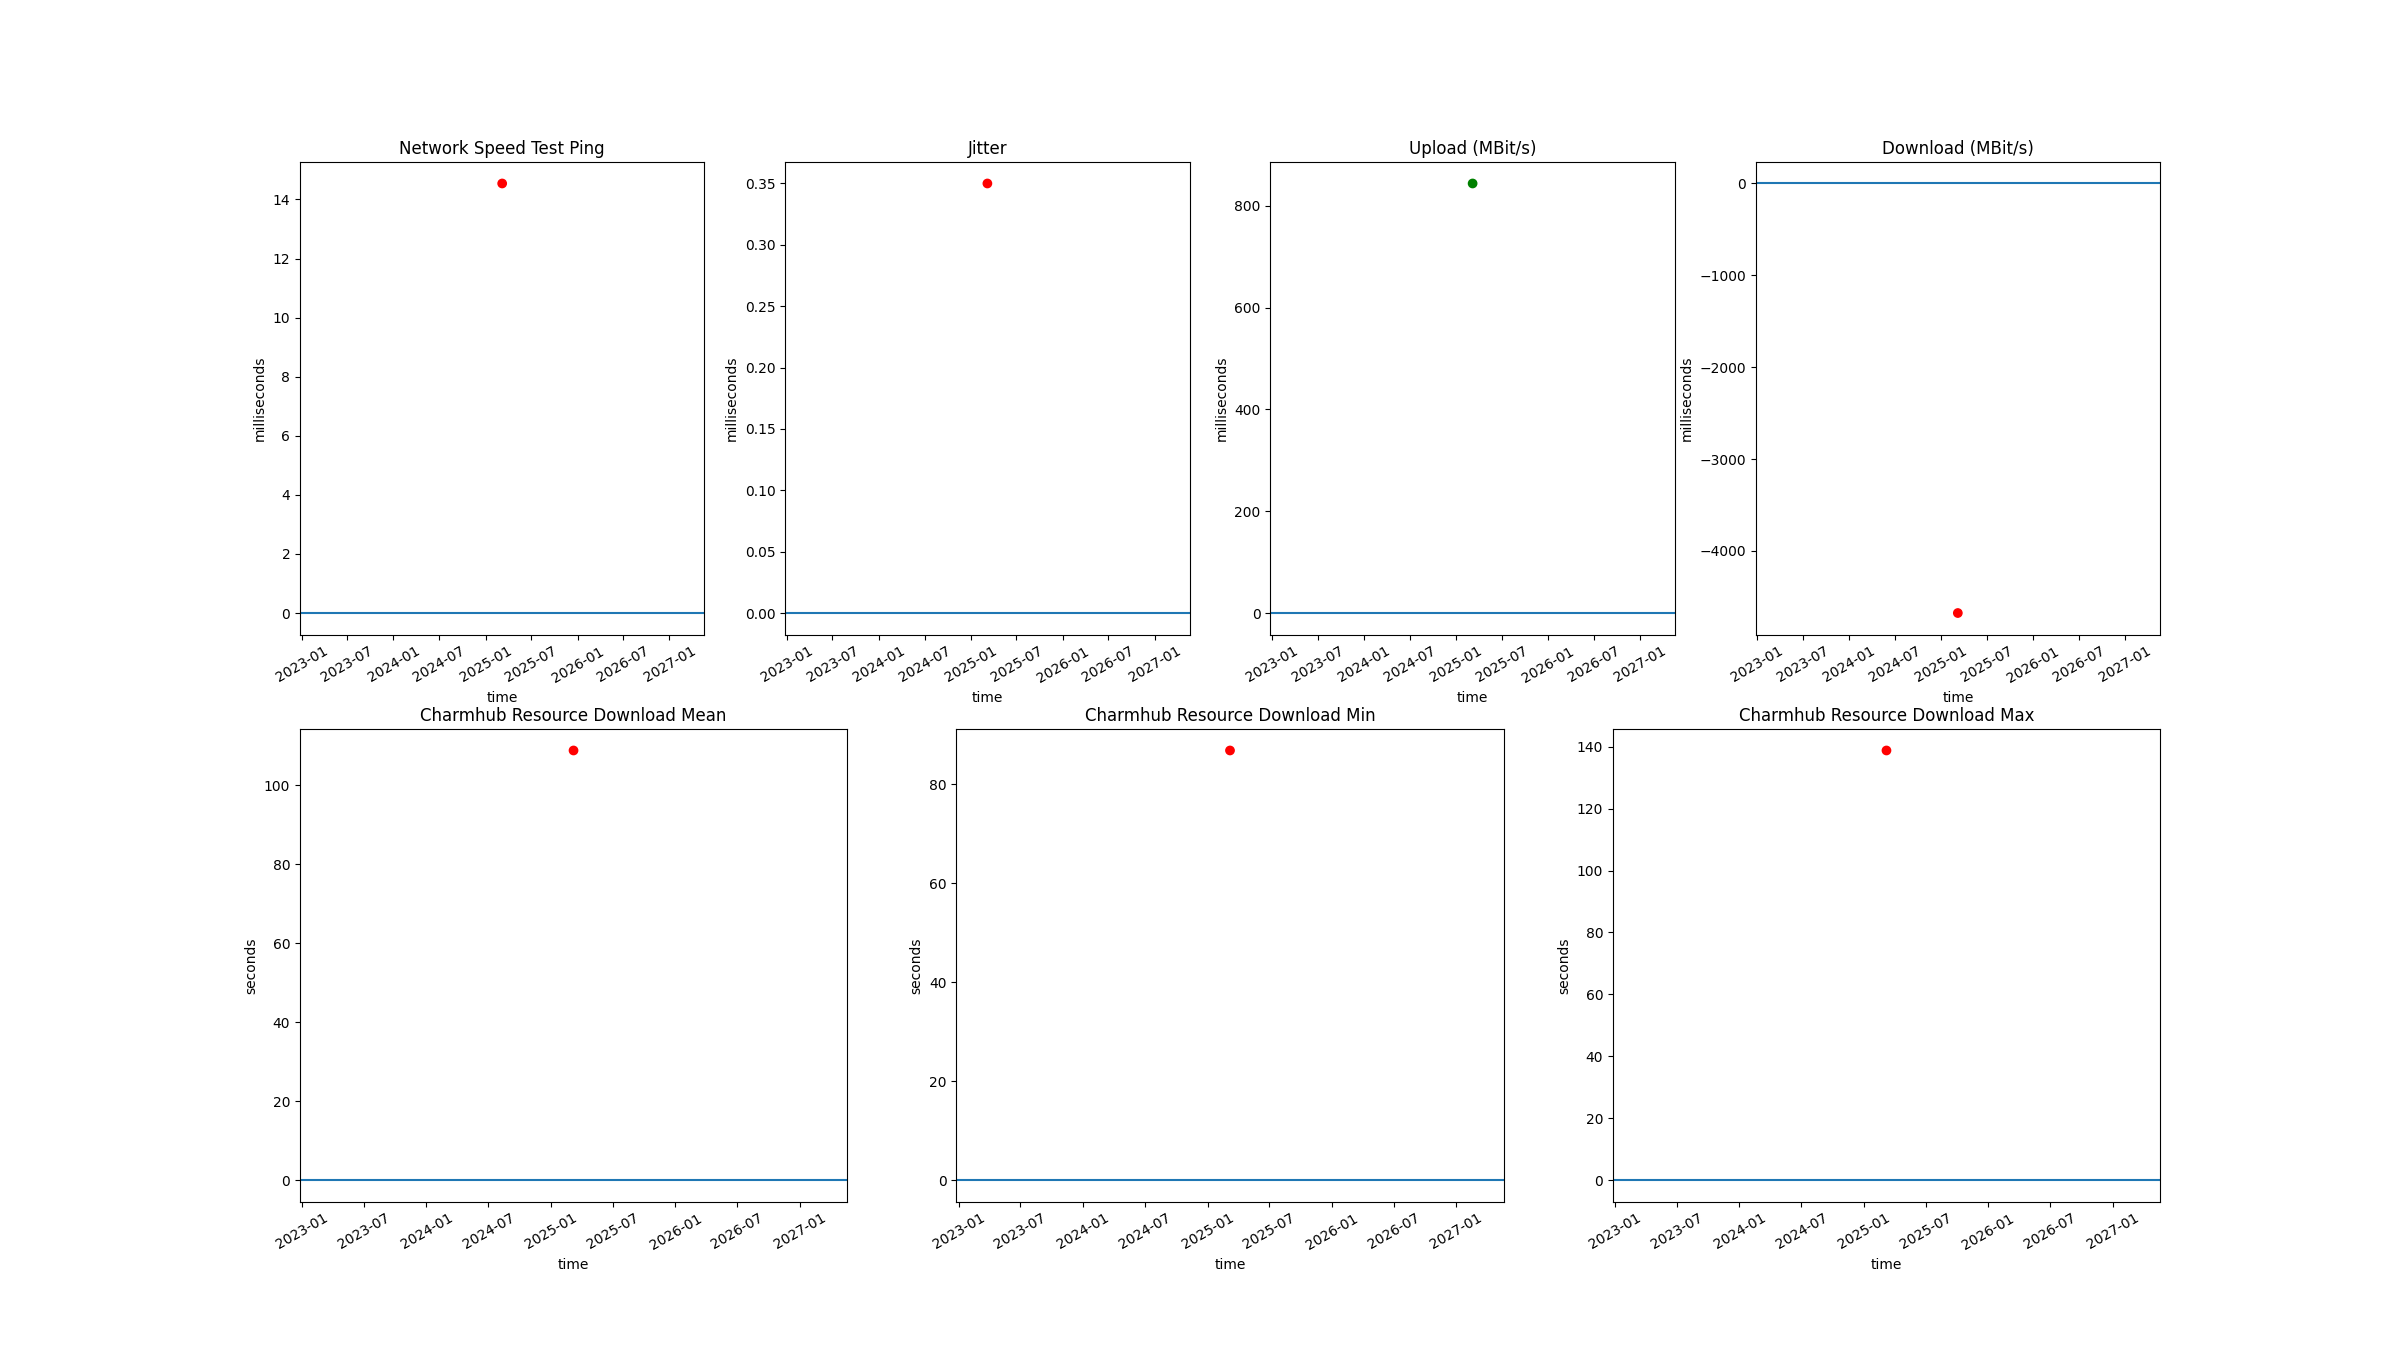 Network Speed Test Ping
14
12
10
8
6
4
2
0
milliseconds
2023-01 2023-07 2024-01 2024-07 2025-01 2025-07 2026-01 2026-07 2027-01
time
Jitter
0.35
0.30
0.25
0.20
0.15
0.10
0.05
0.00
milliseconds
2023-01 2023-07 2024-01 2024-07 2025-01 2025-07 2026-01 2026-07 2027-01
time
Upload (MBit/s)
800
600
400
200
0
milliseconds
2023-01 2023-07 2024-01 2024-07 2025-01 2025-07 2026-01 2026-07 2027-01
time
Download (MBit/s)
0
−1000
−2000
−3000
−4000
milliseconds
2023-01 2023-07 2024-01 2024-07 2025-01 2025-07 2026-01 2026-07 2027-01
time
Charmhub Resource Download Mean
100
80
60
40
20
0
seconds
2023-01 2023-07 2024-01 2024-07 2025-01 2025-07 2026-01 2026-07 2027-01
time
Charmhub Resource Download Min
80
60
40
20
0
seconds
2023-01 2023-07 2024-01 2024-07 2025-01 2025-07 2026-01 2026-07 2027-01
time
Charmhub Resource Download Max
140
120
100
80
60
40
20
0
seconds
2023-01 2023-07 2024-01 2024-07 2025-01 2025-07 2026-01 2026-07 2027-01
time